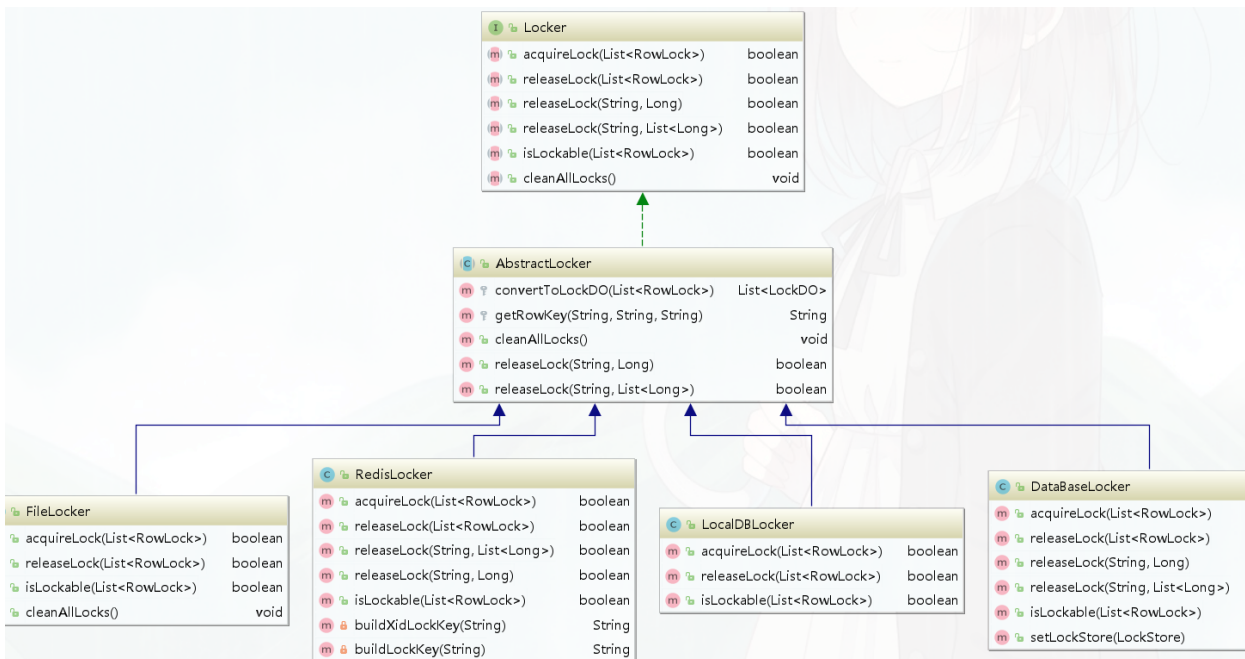 Locker
acquireLock(List<RowLock>) boolean
releaseLock(List<RowLock>) boolean
releaseLock(String, Long) boolean
releaseLock(String, List<Long>) boolean
isLockable(List<RowLock>) boolean
cleanAllLocks() void
AbstractLocker
convertToLockDO(List<RowLock>) List<LockDO>
getRowKey(String, String, String) String
cleanAllLocks() void
releaseLock(String, Long) boolean
releaseLock(String, List<Long>) boolean
FileLocker
acquireLock(List<RowLock>) boolean
releaseLock(List<RowLock>) boolean
isLockable(List<RowLock>) boolean
cleanAllLocks() void
RedisLocker
acquireLock(List<RowLock>) boolean
releaseLock(List<RowLock>) boolean
releaseLock(String, List<Long>) boolean
releaseLock(String, Long) boolean
isLockable(List<RowLock>) boolean
buildXidLockKey(String) String
buildLockKey(String) String
LocalDBLocker
acquireLock(List<RowLock>) boolean
releaseLock(List<RowLock>) boolean
isLockable(List<RowLock>) boolean
DataBaseLocker
acquireLock(List<RowLock>)
releaseLock(List<RowLock>)
releaseLock(String, Long)
releaseLock(String, List<Long>)
isLockable(List<RowLock>)
setLockStore(LockStore)